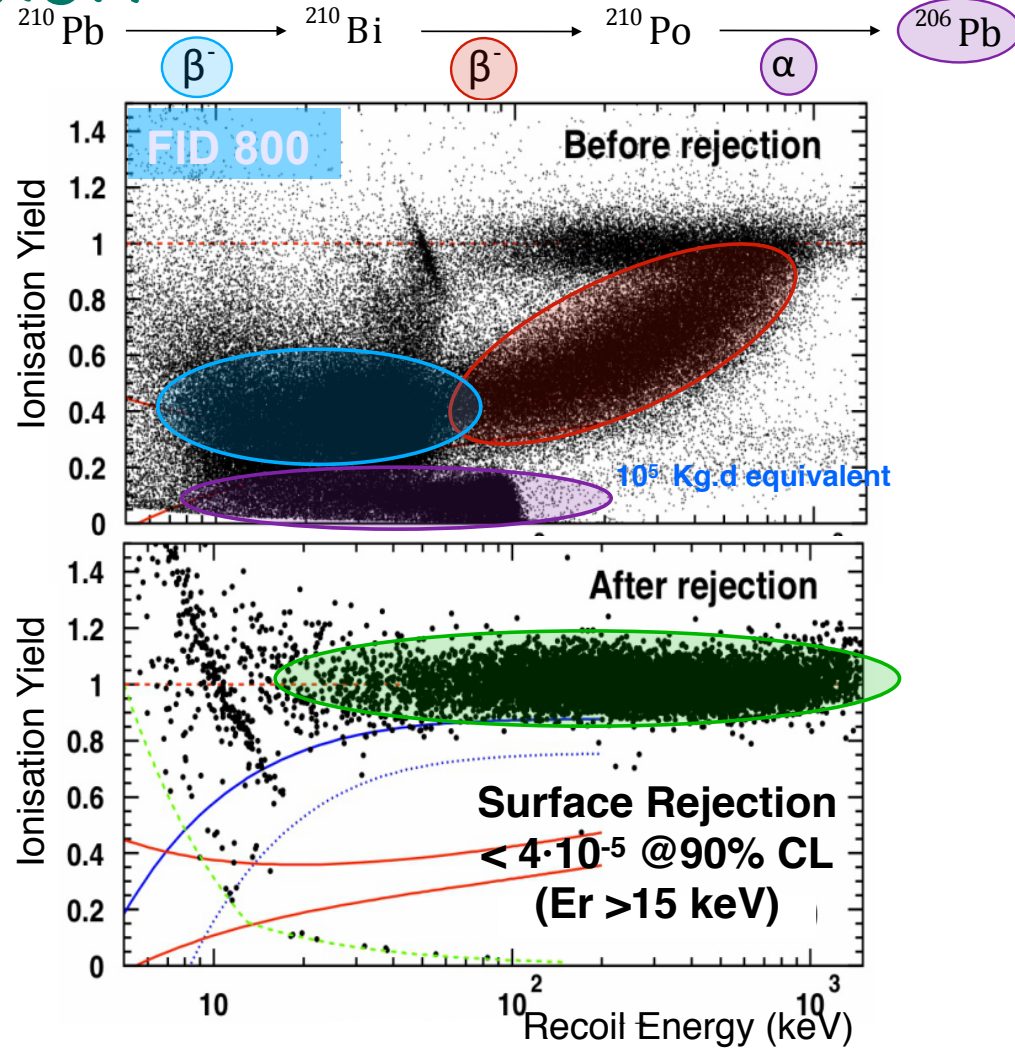 ²¹⁰Pb → ²¹⁰Bi → ²¹⁰Po → ²⁰⁶Pb
β⁻ β⁻ α
FID 800
Before rejection
Ionisation Yield
1.4
1.2
1
0.8
0.6
0.4
0.2
0
10⁵ Kg.d equivalent
After rejection
Ionisation Yield
1.4
1.2
1
0.8
0.6
0.4
0.2
0
Surface Rejection
< 4·10⁻⁵ @90% CL
(Er >15 keV)
10 10² 10³
Recoil Energy (keV)